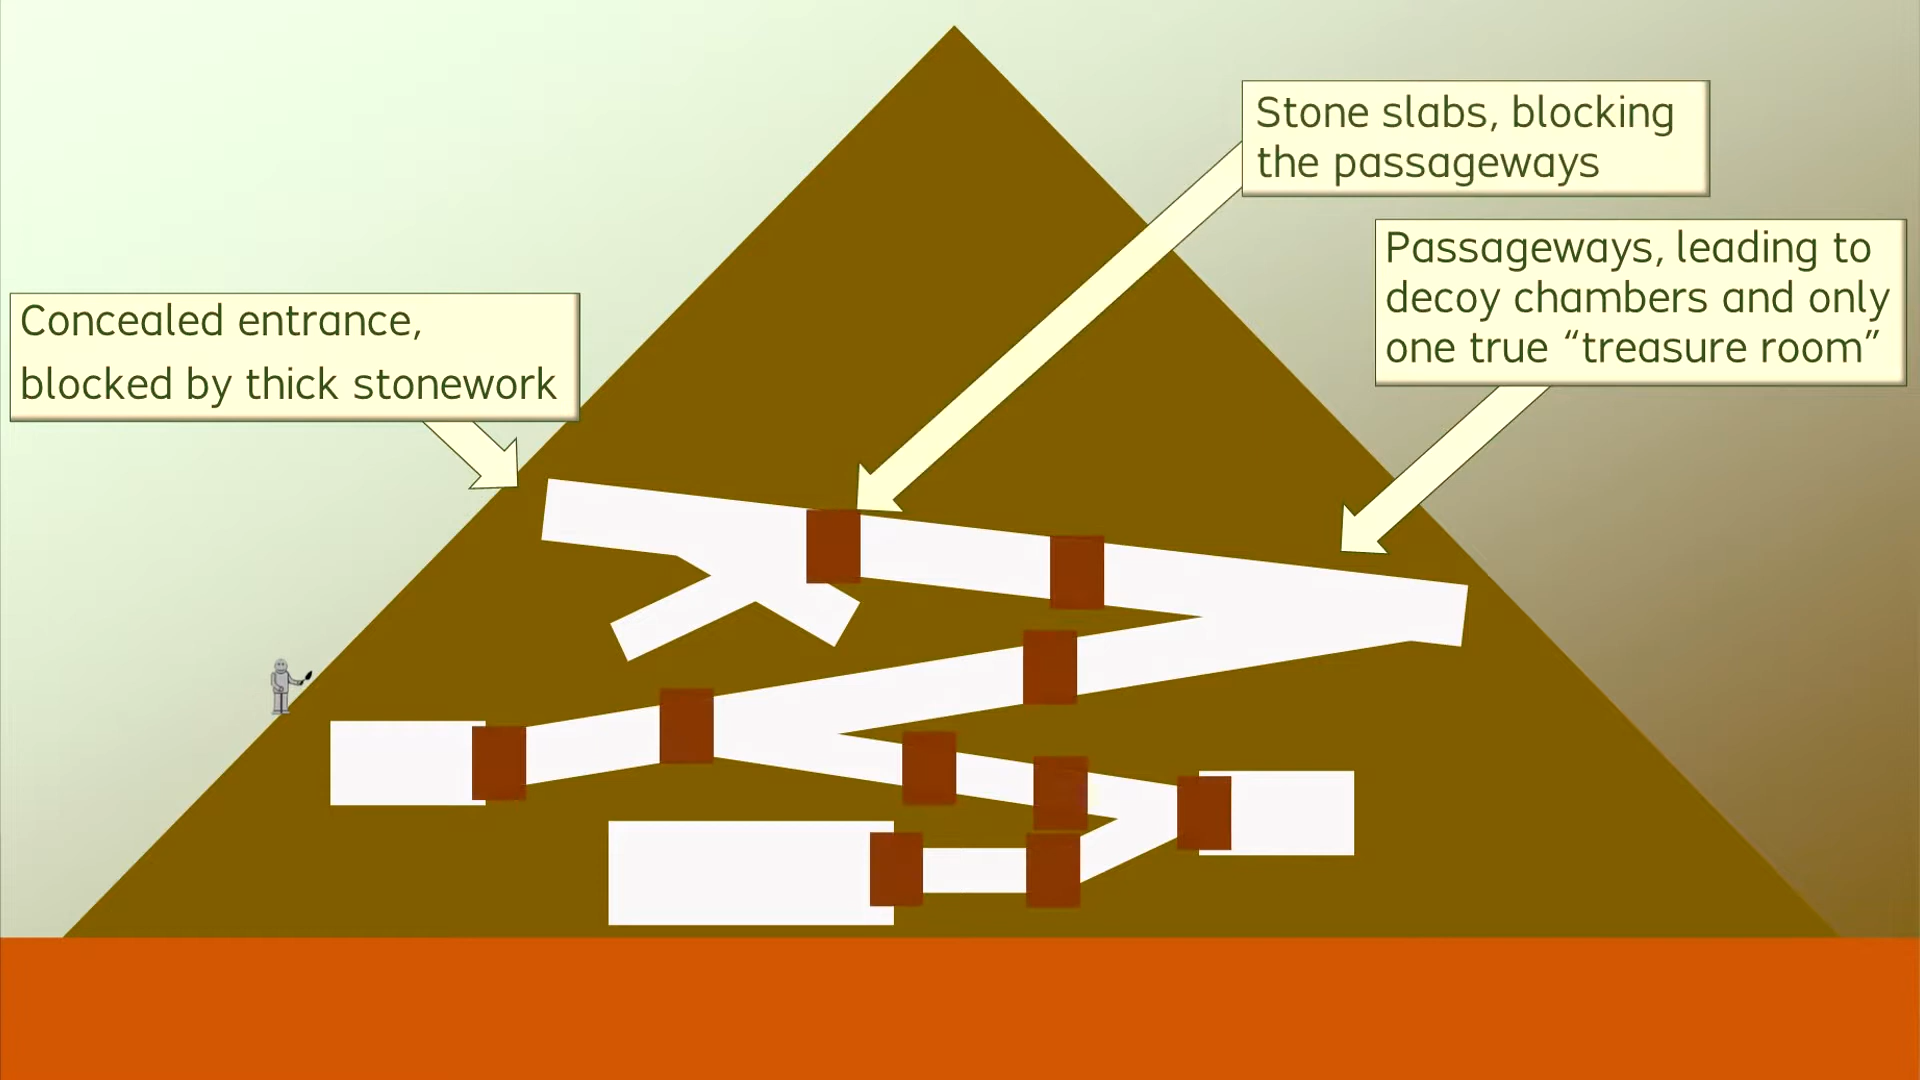 Stone slabs, blocking
the passageways
Passageways, leading to
decoy chambers and only
one true “treasure room”
Concealed entrance,
blocked by thick stonework